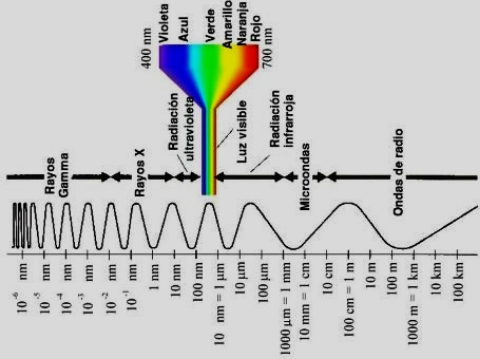 400 nm
Violeta
Azul
Verde
Amarillo
Naranja
Rojo
700 nm
Rayos
Gamma
Rayos X
Radiación
ultravioleta
Luz visible
Radiación
infrarroja
Microondas
Ondas de radio
10⁻⁶ nm
10⁻⁵ nm
10⁻⁴ nm
10⁻³ nm
10⁻² nm
10⁻¹ nm
1 nm
10 nm
100 nm
10 nm = 1 µm
10 µm
100 µm
1000 µm = 1 mm
10 mm = 1 cm
10 cm
100 cm = 1 m
10 m
100 m
1000 m = 1 km
10 km
100 km